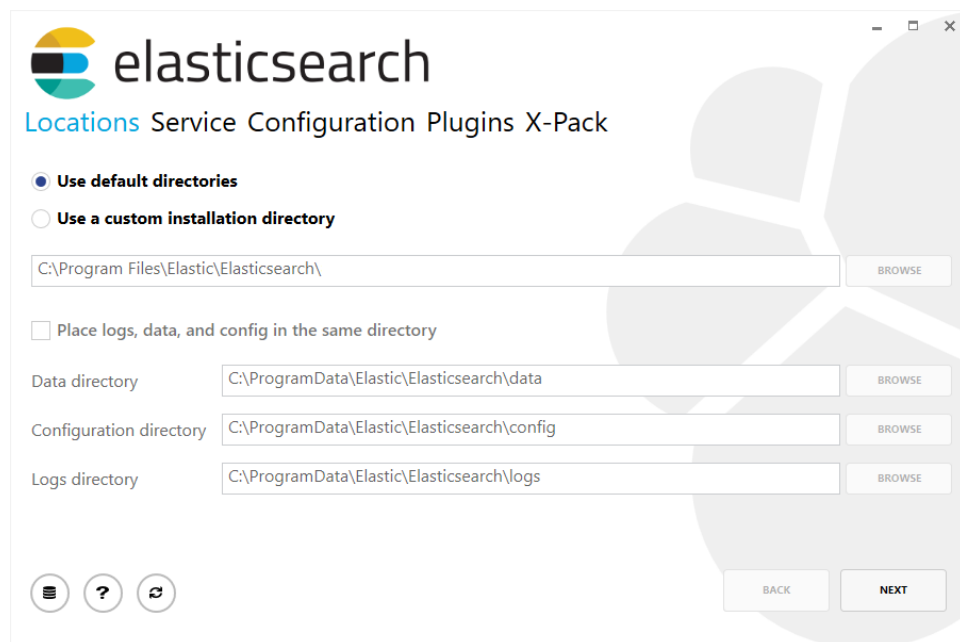 elasticsearch
Locations Service Configuration Plugins X-Pack
Use default directories
Use a custom installation directory
C:\Program Files\Elastic\Elasticsearch\ BROWSE
Place logs, data, and config in the same directory
Data directory C:\ProgramData\Elastic\Elasticsearch\data BROWSE
Configuration directory C:\ProgramData\Elastic\Elasticsearch\config BROWSE
Logs directory C:\ProgramData\Elastic\Elasticsearch\logs BROWSE
? BACK NEXT